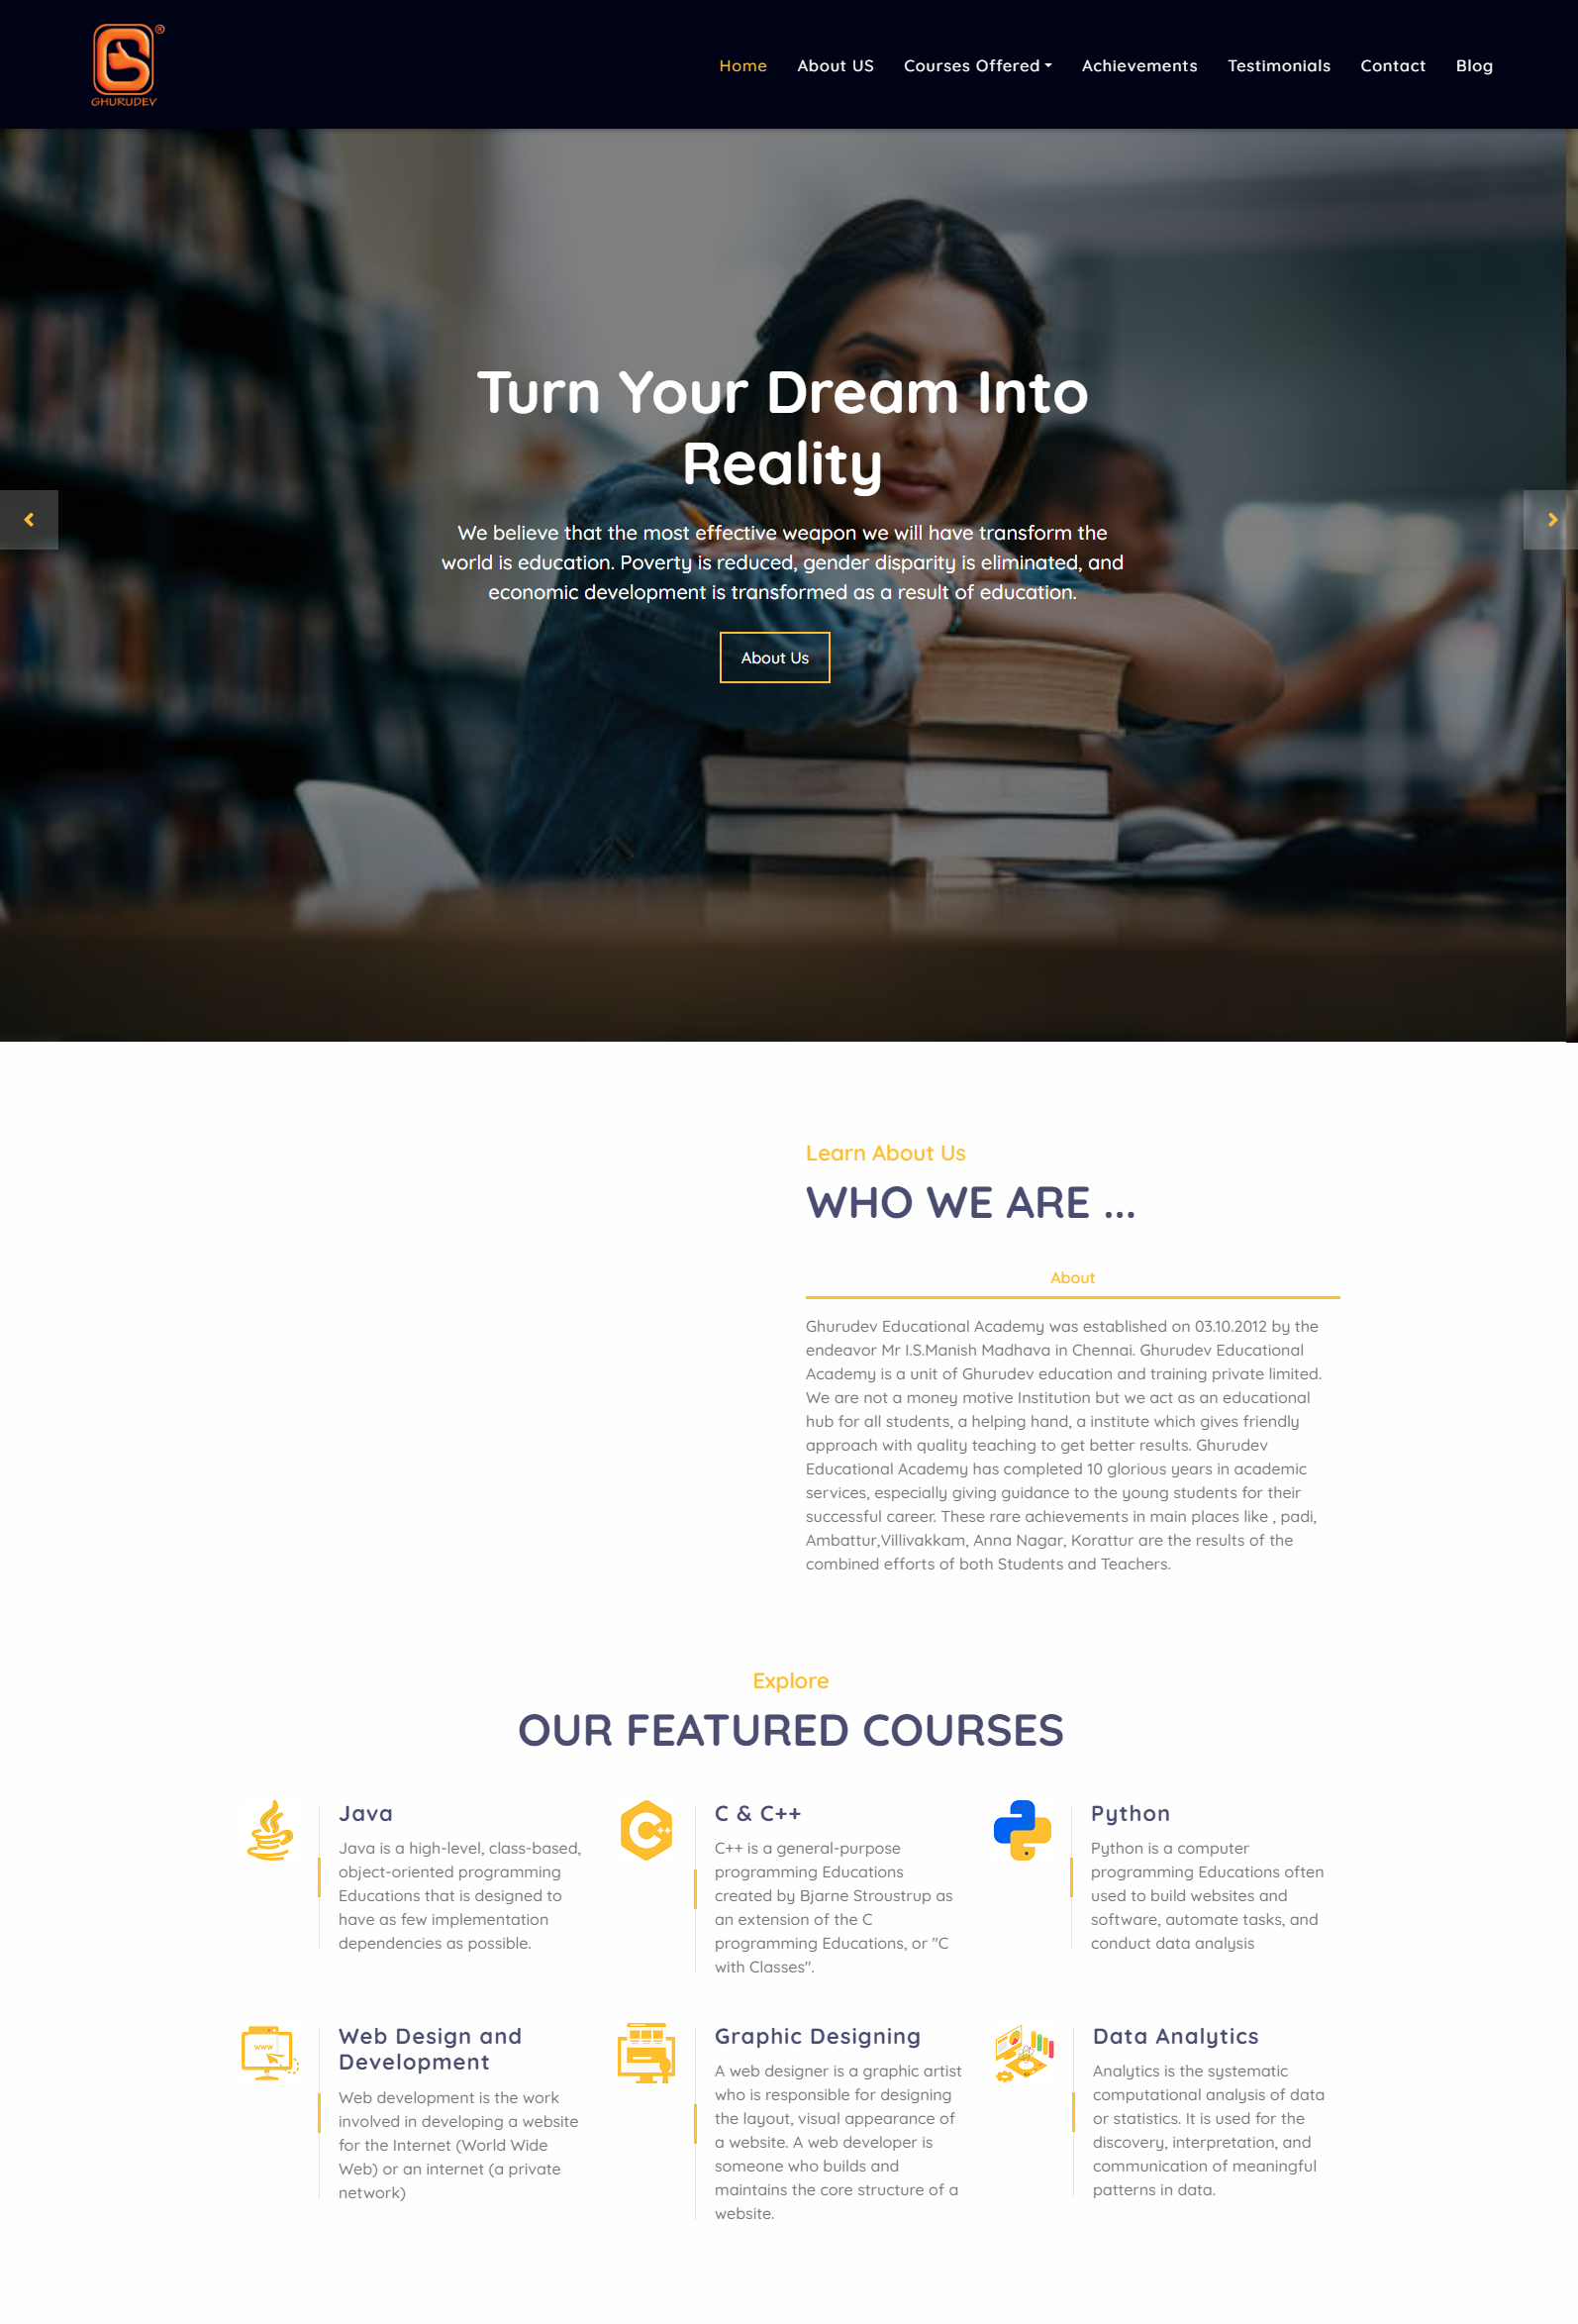 ®
GHURUDEV
Home About US Courses Offered Achievements Testimonials Contact Blog
Turn Your Dream Into
Reality
We believe that the most effective weapon we will have transform the
world is education. Poverty is reduced, gender disparity is eliminated, and
economic development is transformed as a result of education.
About Us
Learn About Us
WHO WE ARE ...
About
Ghurudev Educational Academy was established on 03.10.2012 by the
endeavor Mr I.S.Manish Madhava in Chennai. Ghurudev Educational
Academy is a unit of Ghurudev education and training private limited.
We are not a money motive Institution but we act as an educational
hub for all students, a helping hand, a institute which gives friendly
approach with quality teaching to get better results. Ghurudev
Educational Academy has completed 10 glorious years in academic
services, especially giving guidance to the young students for their
successful career. These rare achievements in main places like , padi,
Ambattur,Villivakkam, Anna Nagar, Korattur are the results of the
combined efforts of both Students and Teachers.
Explore
OUR FEATURED COURSES
Java
Java is a high-level, class-based,
object-oriented programming
Educations that is designed to
have as few implementation
dependencies as possible.
C & C++
C++ is a general-purpose
programming Educations
created by Bjarne Stroustrup as
an extension of the C
programming Educations, or "C
with Classes".
Python
Python is a computer
programming Educations often
used to build websites and
software, automate tasks, and
conduct data analysis
www
Web Design and
Development
Web development is the work
involved in developing a website
for the Internet (World Wide
Web) or an internet (a private
network)
Graphic Designing
A web designer is a graphic artist
who is responsible for designing
the layout, visual appearance of
a website. A web developer is
someone who builds and
maintains the core structure of a
website.
Data Analytics
Analytics is the systematic
computational analysis of data
or statistics. It is used for the
discovery, interpretation, and
communication of meaningful
patterns in data.